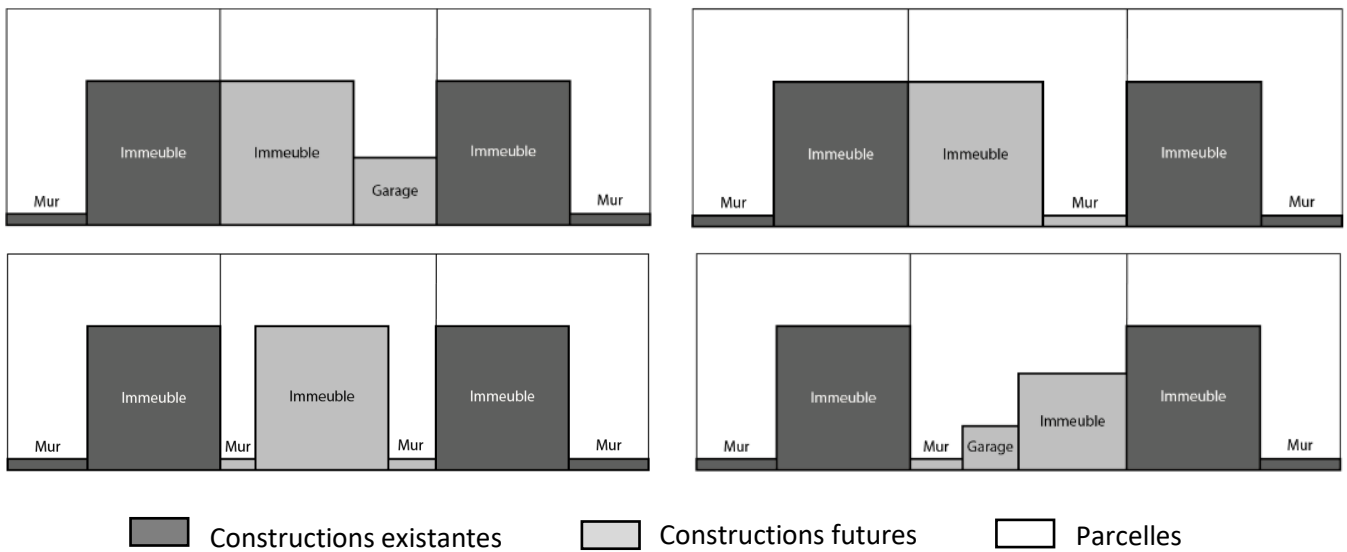 Immeuble Immeuble Immeuble
Garage
Mur Mur
Immeuble Immeuble Immeuble
Mur Mur Mur
Immeuble Immeuble Immeuble
Mur Mur Mur Mur
Immeuble Immeuble Immeuble
Mur Mur Garage Mur
Constructions existantes Constructions futures Parcelles